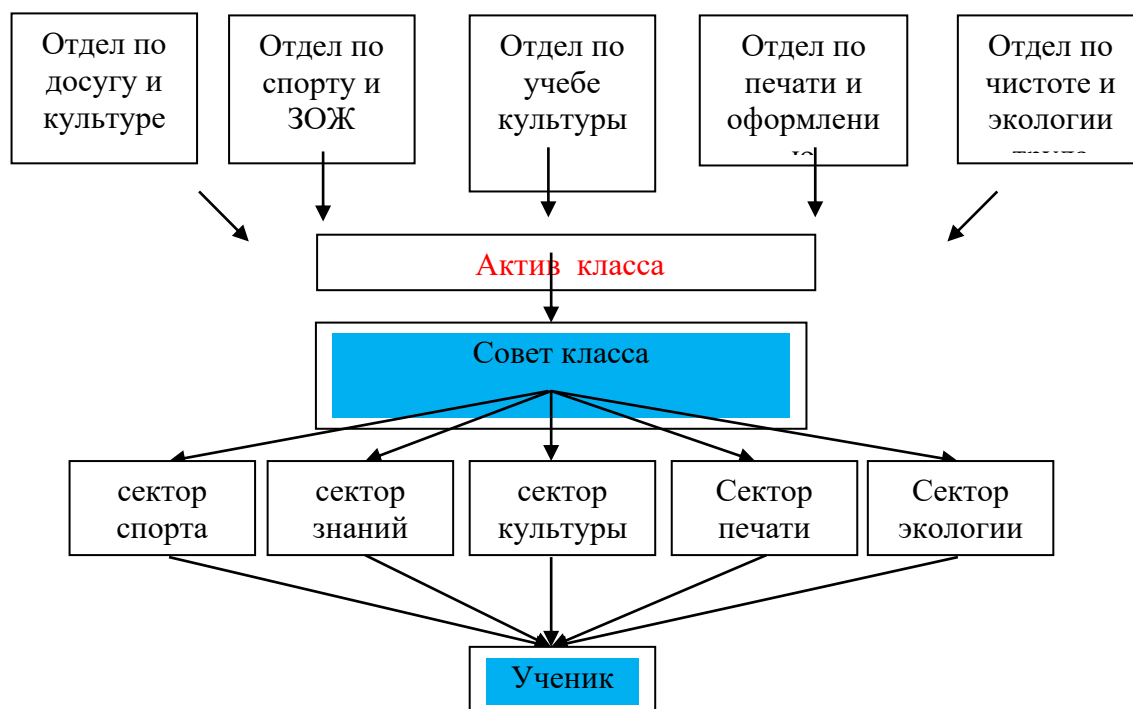 Отдел по
досугу и
культуре
Отдел по
спорту и
ЗОЖ
Отдел по
учебе
культуры
Отдел по
печати и
оформлени
ю
Отдел по
чистоте и
экологии
Актив класса
Совет класса
сектор
спорта
сектор
знаний
сектор
культуры
Сектор
печати
Сектор
экологии
Ученик